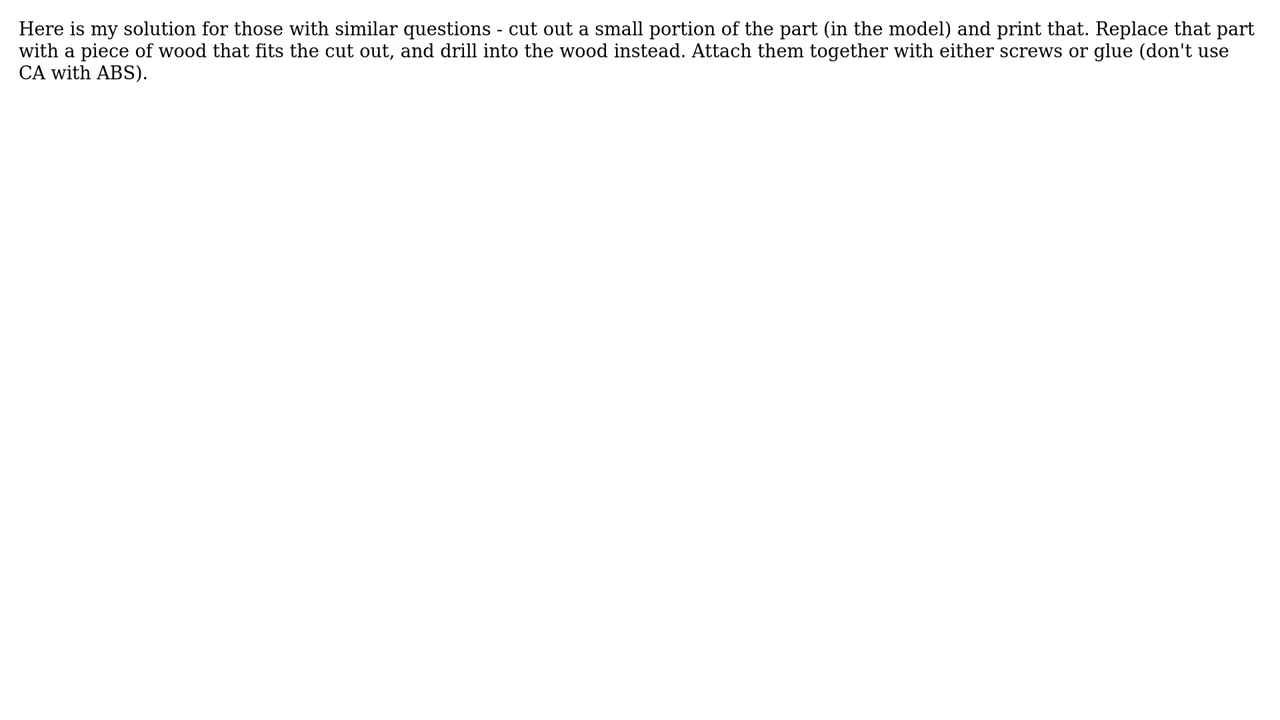 Here is my solution for those with similar questions - cut out a small portion of the part (in the model) and print that. Replace that part
with a piece of wood that fits the cut out, and drill into the wood instead. Attach them together with either screws or glue (don't use
CA with ABS).